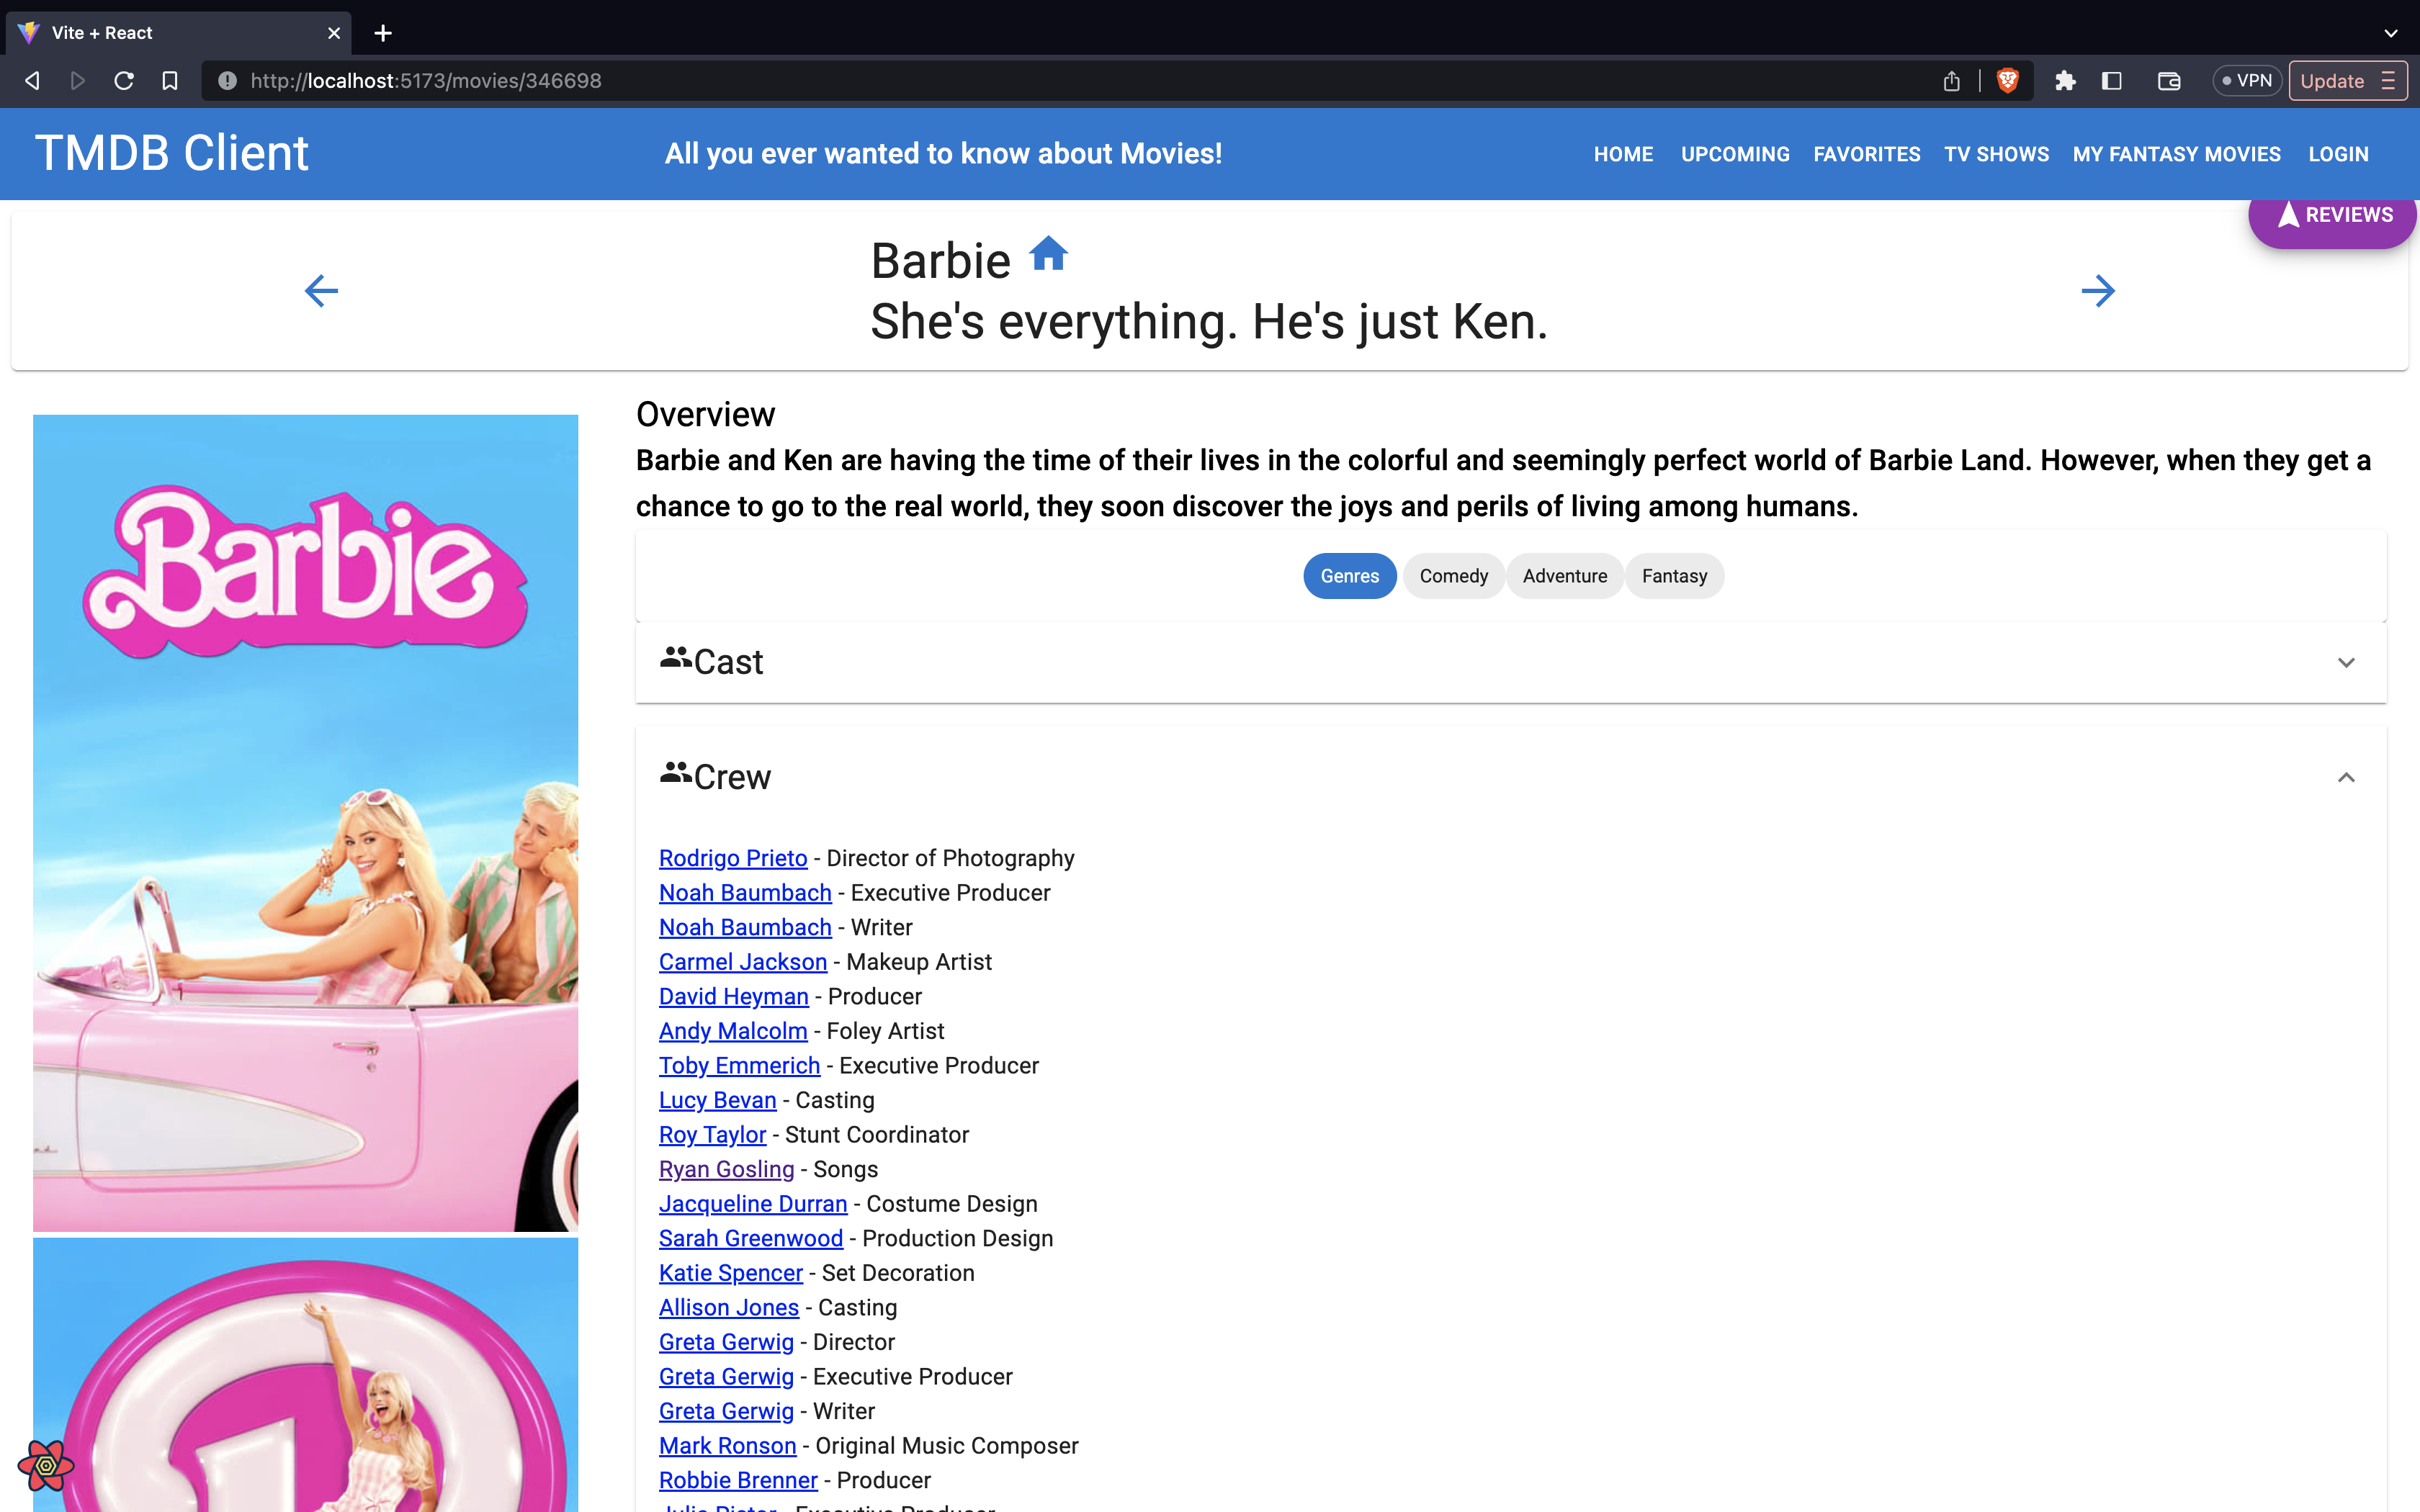 Vite + React
http://localhost:5173/movies/346698
VPN
Update
TMDB Client
All you ever wanted to know about Movies!
HOME UPCOMING FAVORITES TV SHOWS MY FANTASY MOVIES LOGIN
REVIEWS
Barbie
She's everything. He's just Ken.
Barbie
Overview
Barbie and Ken are having the time of their lives in the colorful and seemingly perfect world of Barbie Land. However, when they get a
chance to go to the real world, they soon discover the joys and perils of living among humans.
Genres Comedy Adventure Fantasy
Cast
Crew
Rodrigo Prieto - Director of Photography
Noah Baumbach - Executive Producer
Noah Baumbach - Writer
Carmel Jackson - Makeup Artist
David Heyman - Producer
Andy Malcolm - Foley Artist
Toby Emmerich - Executive Producer
Lucy Bevan - Casting
Roy Taylor - Stunt Coordinator
Ryan Gosling - Songs
Jacqueline Durran - Costume Design
Sarah Greenwood - Production Design
Katie Spencer - Set Decoration
Allison Jones - Casting
Greta Gerwig - Director
Greta Gerwig - Executive Producer
Greta Gerwig - Writer
Mark Ronson - Original Music Composer
Robbie Brenner - Producer